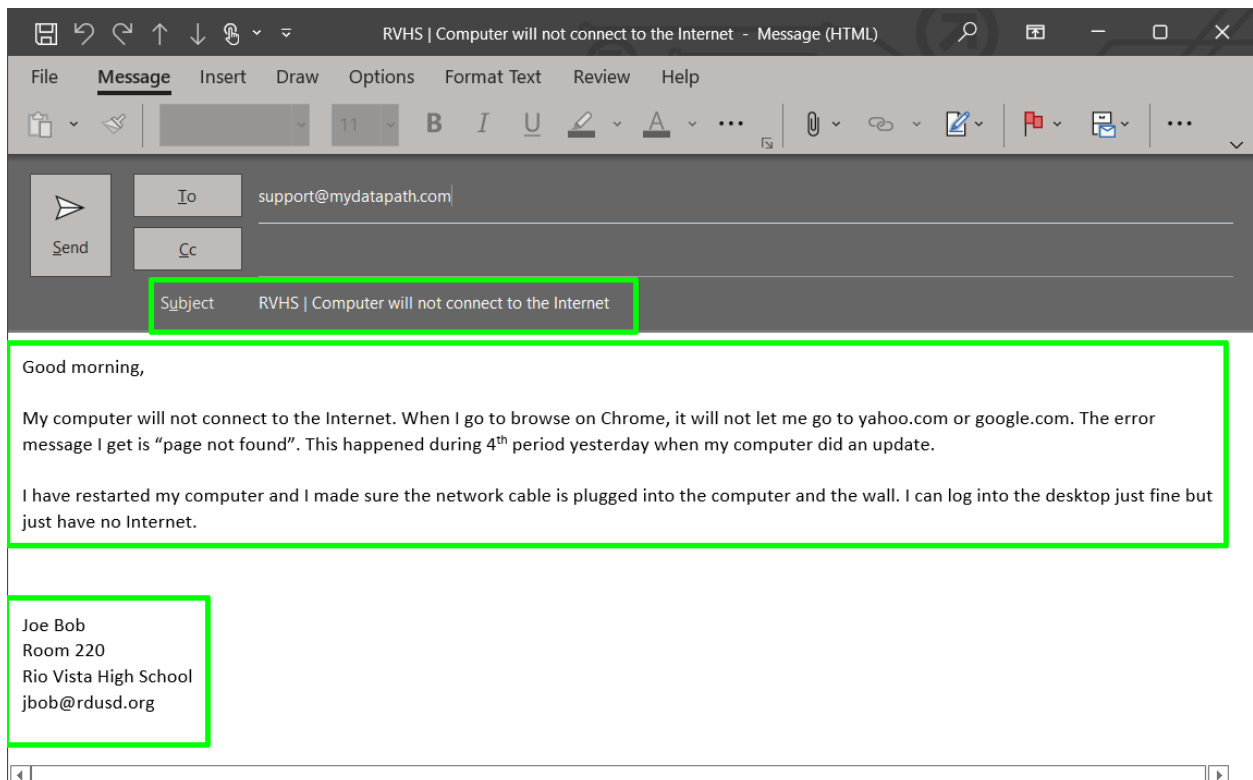 RVHS | Computer will not connect to the Internet - Message (HTML)
File Message Insert Draw Options Format Text Review Help
11 B I U A
Send
To support@mydatapath.com
Cc
Subject RVHS | Computer will not connect to the Internet
Good morning,
My computer will not connect to the Internet. When I go to browse on Chrome, it will not let me go to yahoo.com or google.com. The error
message I get is “page not found”. This happened during 4th period yesterday when my computer did an update.
I have restarted my computer and I made sure the network cable is plugged into the computer and the wall. I can log into the desktop just fine but
just have no Internet.
Joe Bob
Room 220
Rio Vista High School
jbob@rdusd.org